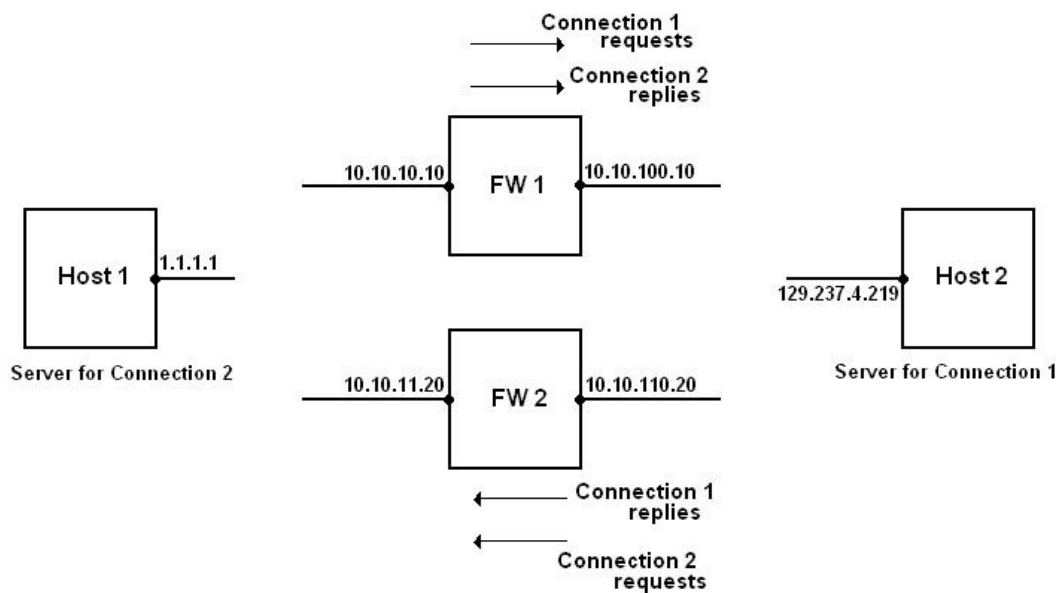 Connection 1
requests
Connection 2
replies
10.10.10.10
FW 1
10.10.100.10
Host 1
1.1.1.1
Server for Connection 2
129.237.4.219
Host 2
Server for Connection 1
10.10.11.20
FW 2
10.10.110.20
Connection 1
replies
Connection 2
requests